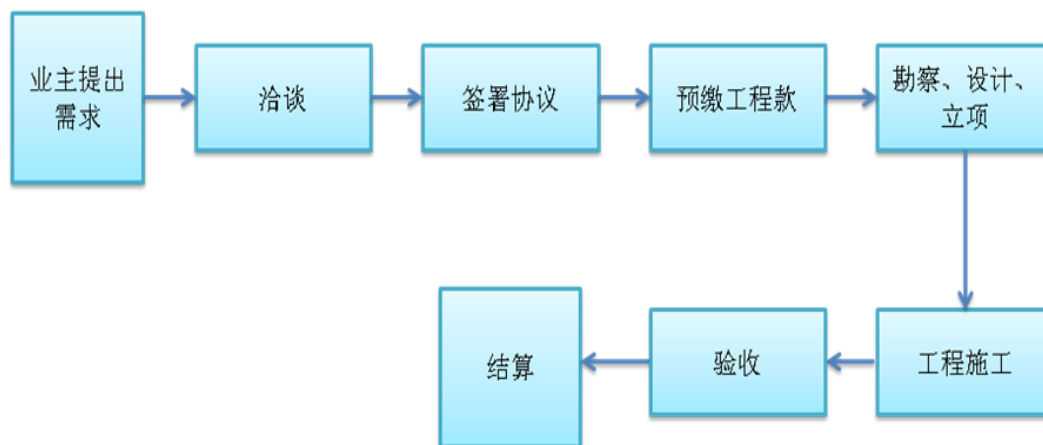 业主提出
需求
洽谈
签署协议
预缴工程款
勘察、设计、
立项
工程施工
验收
结算